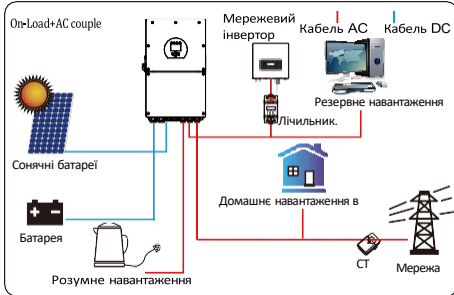 On-Load+AC couple
Мережевий
інвертор
Кабель AC
Кабель DC
Резервне навантаження
Лічильник.
Сонячні батареї
Домашнє навантаження в
Батарея
СТ
Мережа
Розумне навантаження